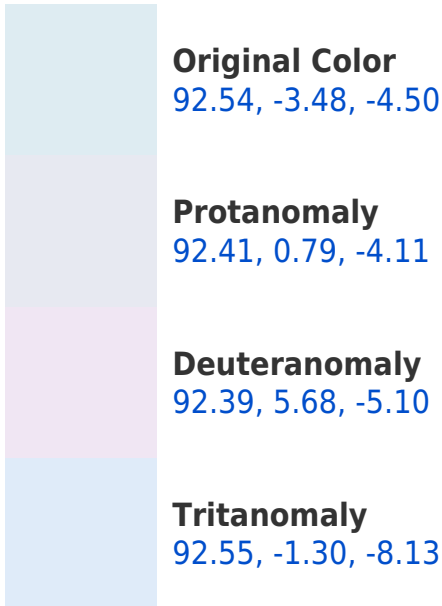 Original Color
92.54, -3.48, -4.50
Protanomaly
92.41, 0.79, -4.11
Deuteranomaly
92.39, 5.68, -5.10
Tritanomaly
92.55, -1.30, -8.13